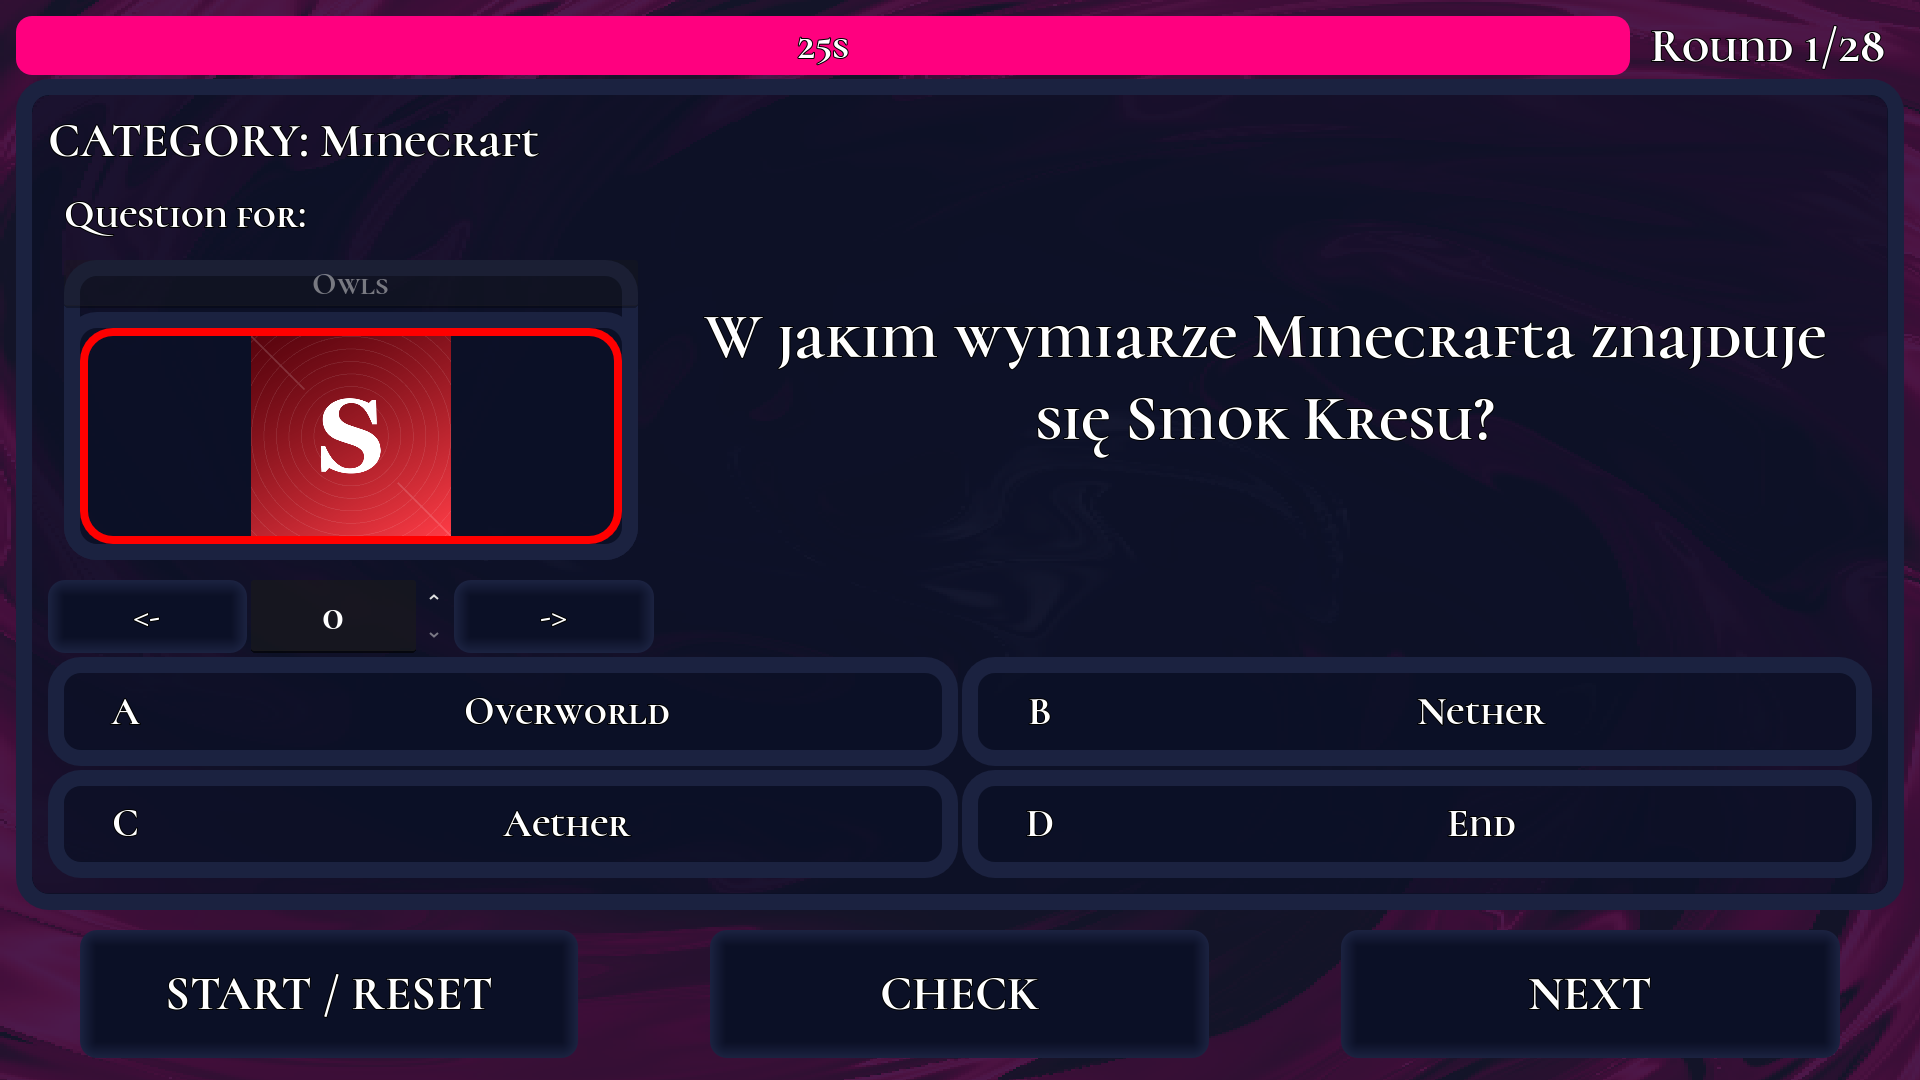 25s
Round 1/28
CATEGORY: Minecraft
Question for:
Owls
S
W jakim wymiarze Minecrafta znajduje
się Smok Kresu?
<-
0
->
A
Overworld
B
Nether
C
Aether
D
End
START / RESET
CHECK
NEXT